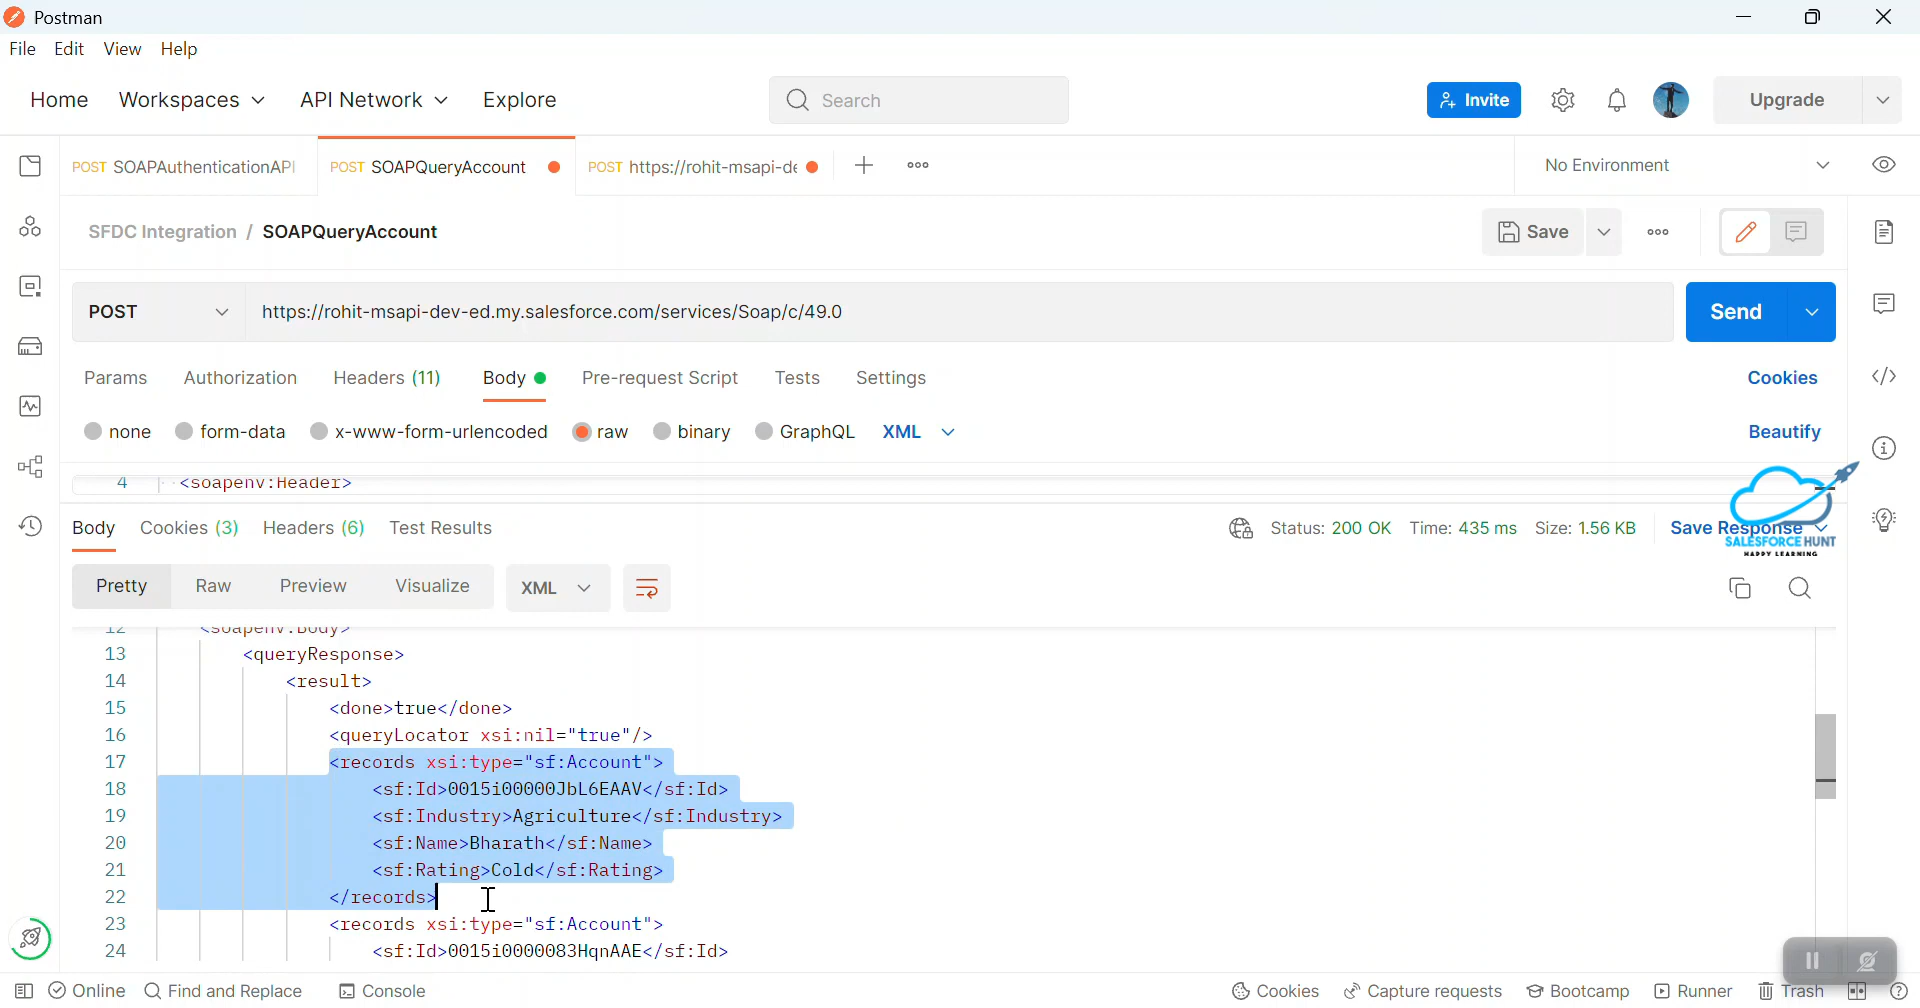 Postman
File Edit View Help
Home Workspaces API Network Explore Search Invite Upgrade
POST SOAPAuthenticationAPI POST SOAPQueryAccount POST https://rohit-msapi-de No Environment
SFDC Integration / SOAPQueryAccount Save
POST https://rohit-msapi-dev-ed.my.salesforce.com/services/Soap/c/49.0 Send
Params Authorization Headers (11) Body Pre-request Script Tests Settings Cookies
none form-data x-www-form-urlencoded raw binary GraphQL XML Beautify
4 <soapenv:Header>
Body Cookies (3) Headers (6) Test Results Status: 200 OK Time: 435 ms Size: 1.56 KB Save Response
SALESFORCE HUNT
HAPPY LEARNING
Pretty Raw Preview Visualize XML
12 <soapenv:Body>
13 <queryResponse>
14 <result>
15 <done>true</done>
16 <queryLocator xsi:nil="true"/>
17 <records xsi:type="sf:Account">
18 <sf:Id>0015i00000JbL6EAAV</sf:Id>
19 <sf:Industry>Agriculture</sf:Industry>
20 <sf:Name>Bharath</sf:Name>
21 <sf:Rating>Cold</sf:Rating>
22 </records>
23 <records xsi:type="sf:Account">
24 <sf:Id>0015i0000083HqnAAE</sf:Id>
Online Find and Replace Console Cookies Capture requests Bootcamp Runner Trash